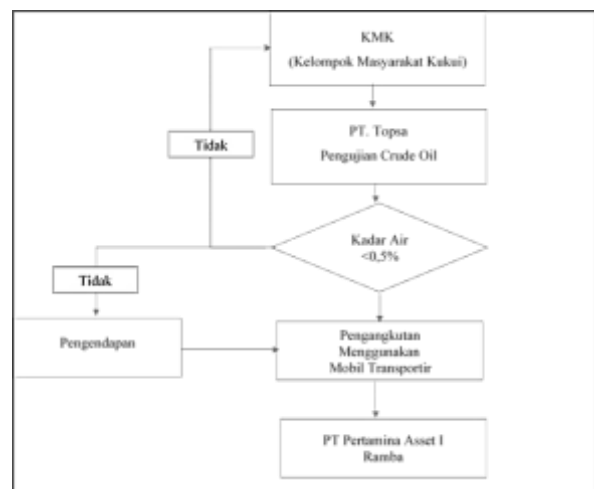 KMK
(Kelompok Masyarakat Kukui)
PT. Topsa
Pengujian Crude Oil
Tidak
Kadar Air
<0,5%
Tidak
Pengendapan
Pengangkutan
Menggunakan
Mobil Transportir
PT Pertamina Asset I
Ramba